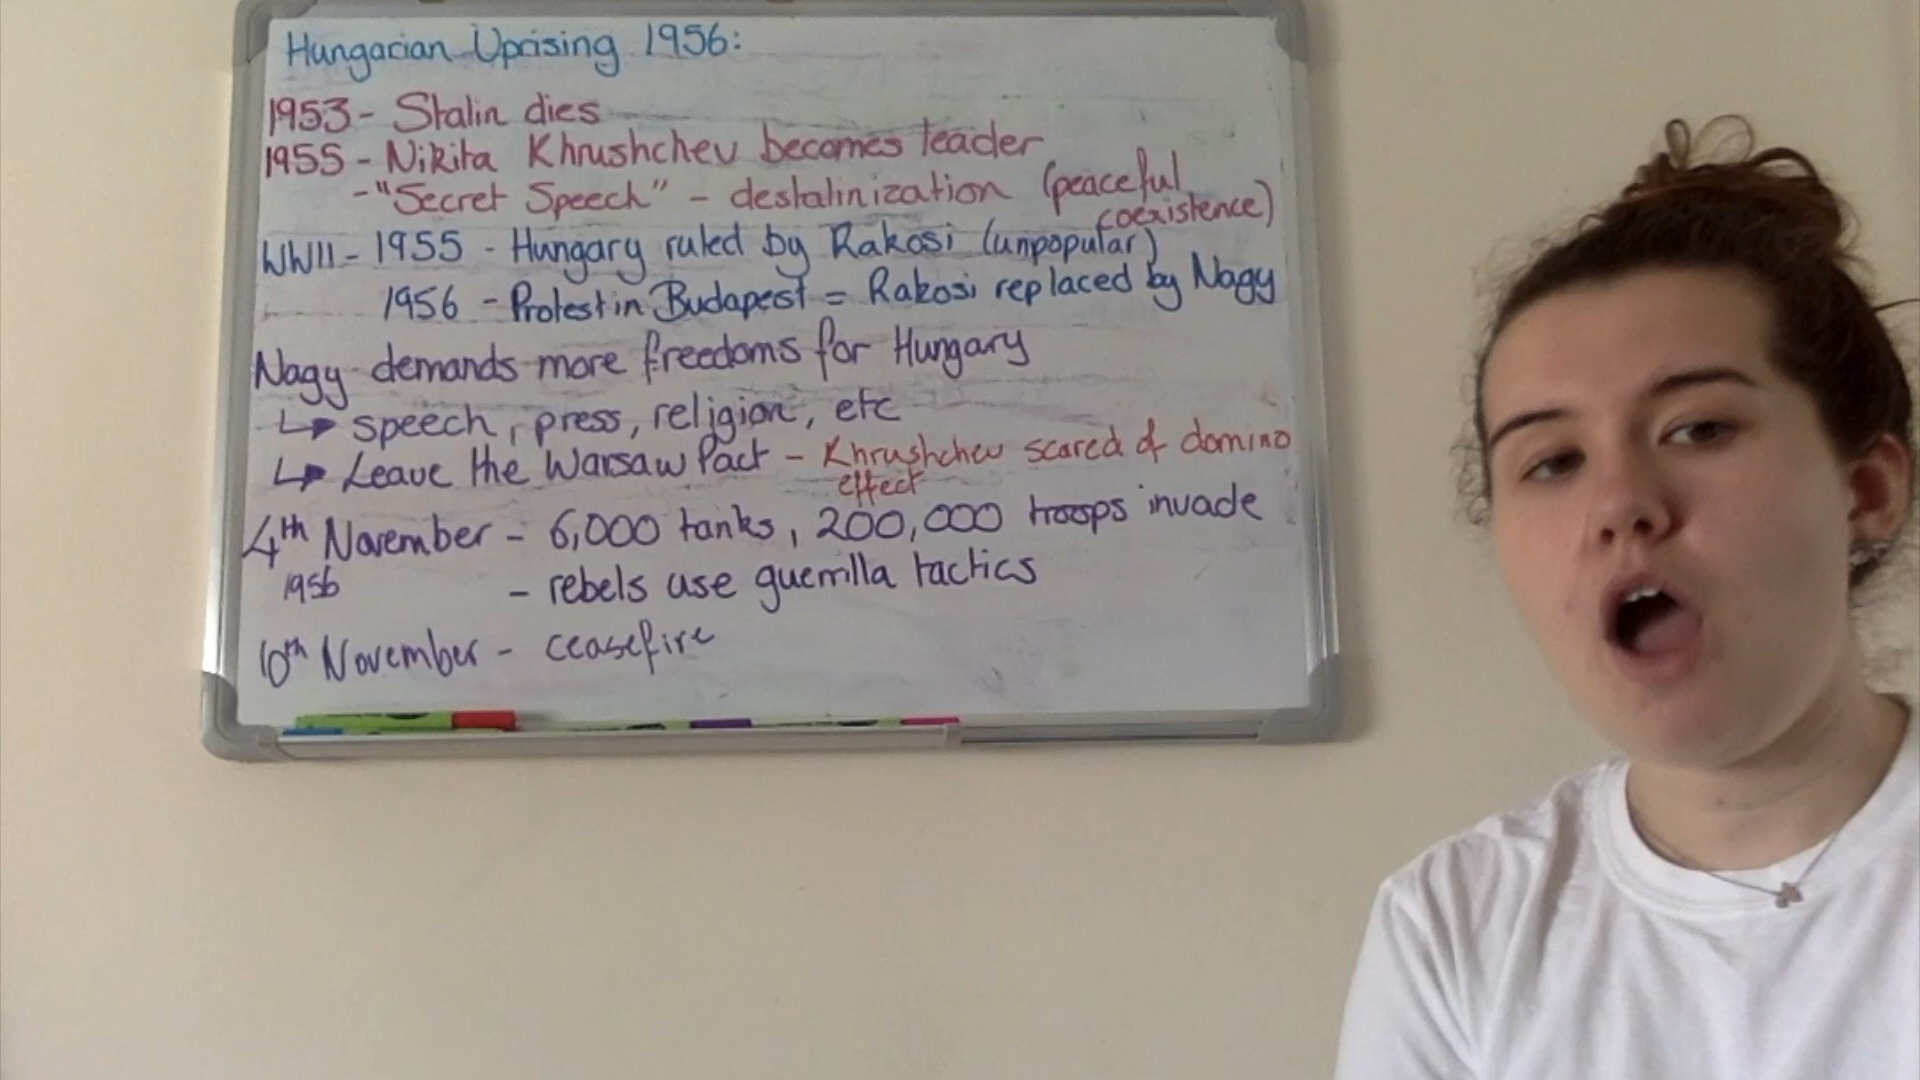 Hungarian Uprising 1956:
1953 - Stalin dies
1955 - Nikita Khrushchev becomes leader
- "Secret Speech" - destalinization (peaceful
coexistence)
WWII - 1955 - Hungary ruled by Rakosi (unpopular)
1956 - Protest in Budapest = Rakosi replaced by Nagy
Nagy demands more freedoms for Hungary
↳ speech, press, religion, etc
↳ Leave the Warsaw Pact - Khrushchev scared of domino
effect
4th November - 6,000 tanks, 200,000 troops invade
1956 - rebels use guerrilla tactics
10th November - ceasefire